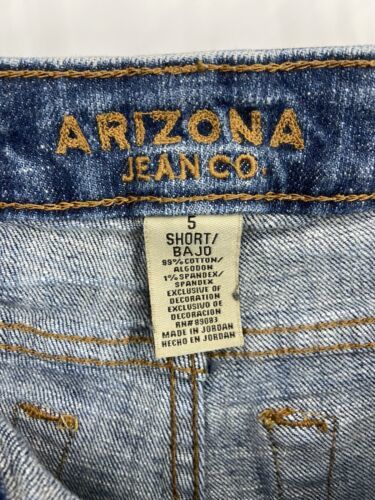 ARIZONA
JEAN CO.
5
SHORT/
BAJO
99% COTTON/
ALGODON
1% SPANDEX/
SPANDEX
EXCLUSIVE OF
DECORATION
EXCLUSIVO DE
DECORACION
RN#89083
MADE IN JORDAN
HECHO EN JORDAN